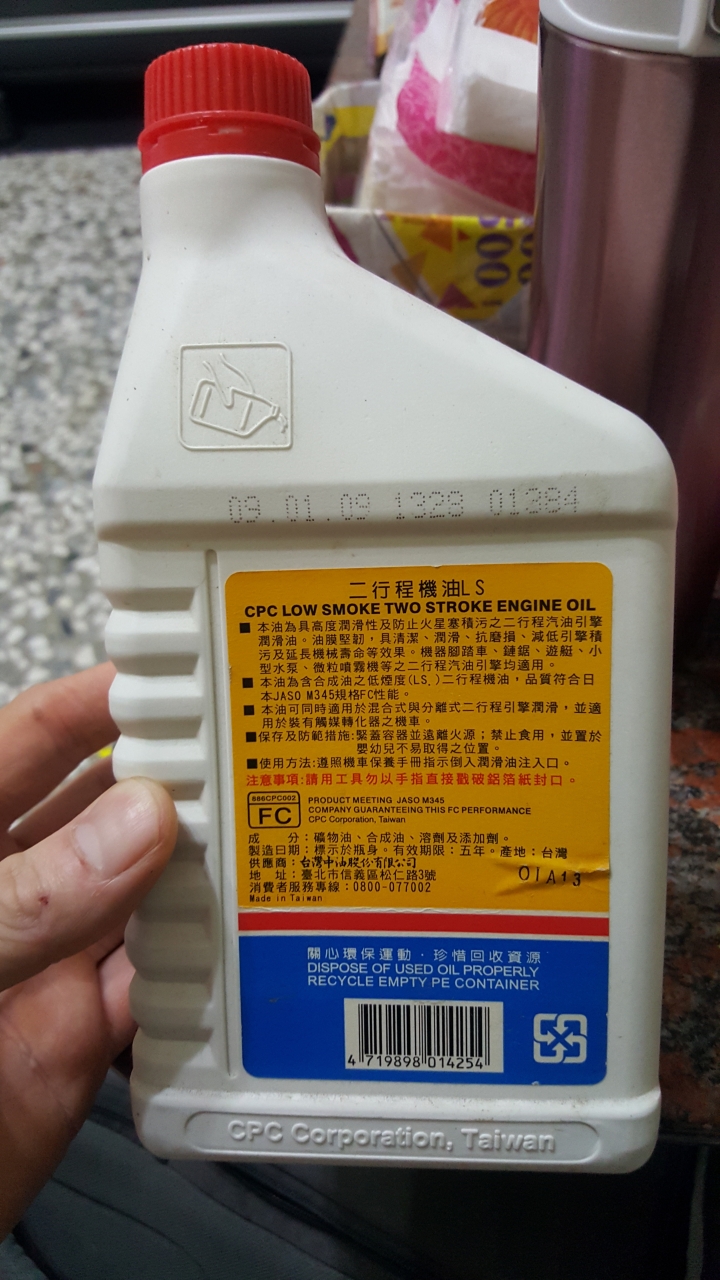 09.01.09 1328 01384
二行程機油LS
CPC LOW SMOKE TWO STROKE ENGINE OIL
■ 本油為具高度潤滑性及防止火星塞積污之二行程汽油引擎
潤滑油。油膜堅韌，具清潔、潤滑、抗磨損、減低引擎積
污及延長機械壽命等效果。機器腳踏車、鏈鋸、遊艇、小
型水泵、微粒噴霧機等之二行程汽油引擎均適用。
■ 本油為含合成油之低煙度(LS.)二行程機油，品質符合日
本JASO M345規格FC性能。
■ 本油可同時適用於混合式與分離式二行程引擎潤滑，並適
用於裝有觸媒轉化器之機車。
■保存及防範措施:緊蓋容器並遠離火源；禁止食用，並置於
嬰幼兒不易取得之位置。
■使用方法:遵照機車保養手冊指示倒入潤滑油注入口。
注意事項:請用工具勿以手指直接戳破鋁箔紙封口。
886CPC002
FC
PRODUCT MEETING JASO M345
COMPANY GUARANTEEING THIS FC PERFORMANCE
CPC Corporation, Taiwan
成 分:礦物油、合成油、溶劑及添加劑。
製造日期:標示於瓶身。有效期限:五年。產地:台灣
供應商:台灣中油股份有限公司
地 址:臺北市信義區松仁路3號
消費者服務專線:0800-077002
Made in Taiwan
01A13
關心環保運動．珍惜回收資源
DISPOSE OF USED OIL PROPERLY
RECYCLE EMPTY PE CONTAINER
4 719898 014254
CPC Corporation, Taiwan